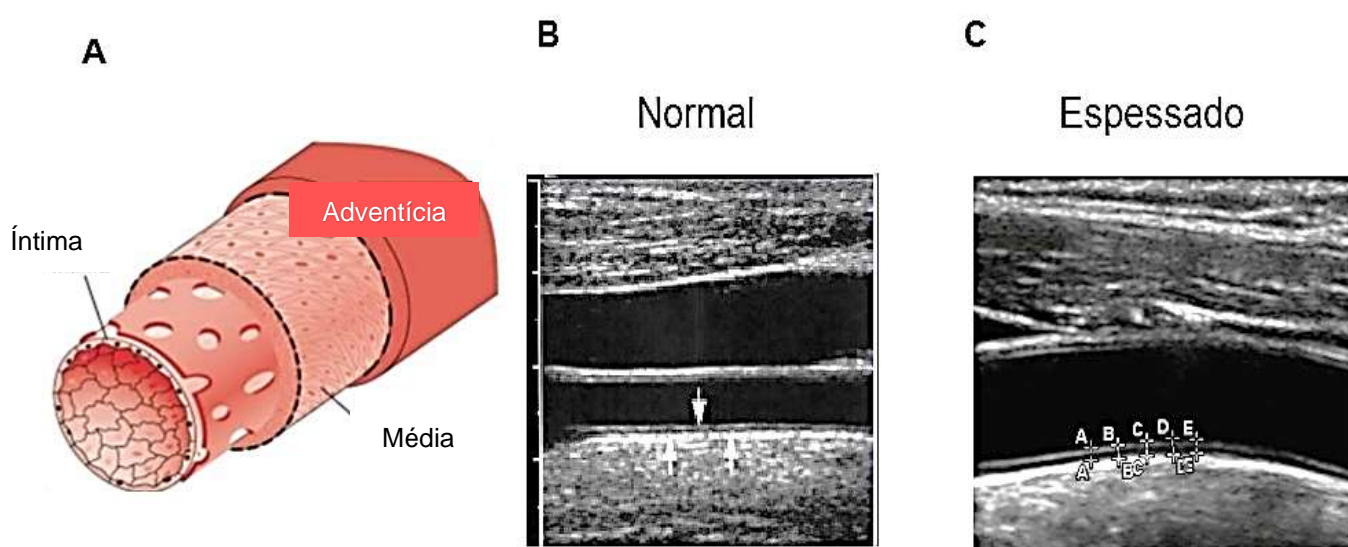 A
Íntima
Adventícia
Média
B
Normal
C
Espessado
A B C D E
A B C E